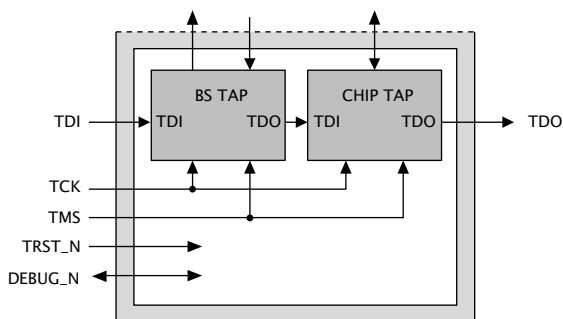 BS TAP
CHIP TAP
TDI TDI TDO TDI TDO TDO
TCK
TMS
TRST_N
DEBUG_N